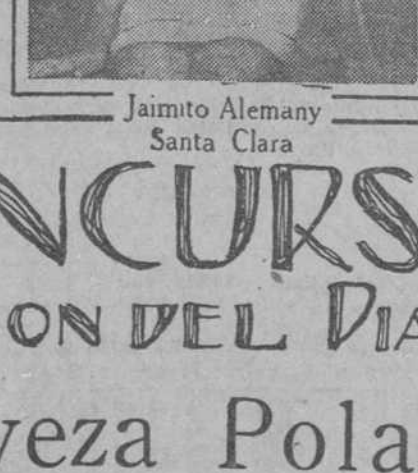 Jaimito Alemany
Santa Clara
NCURS
ON DEL DIA
veza Pola